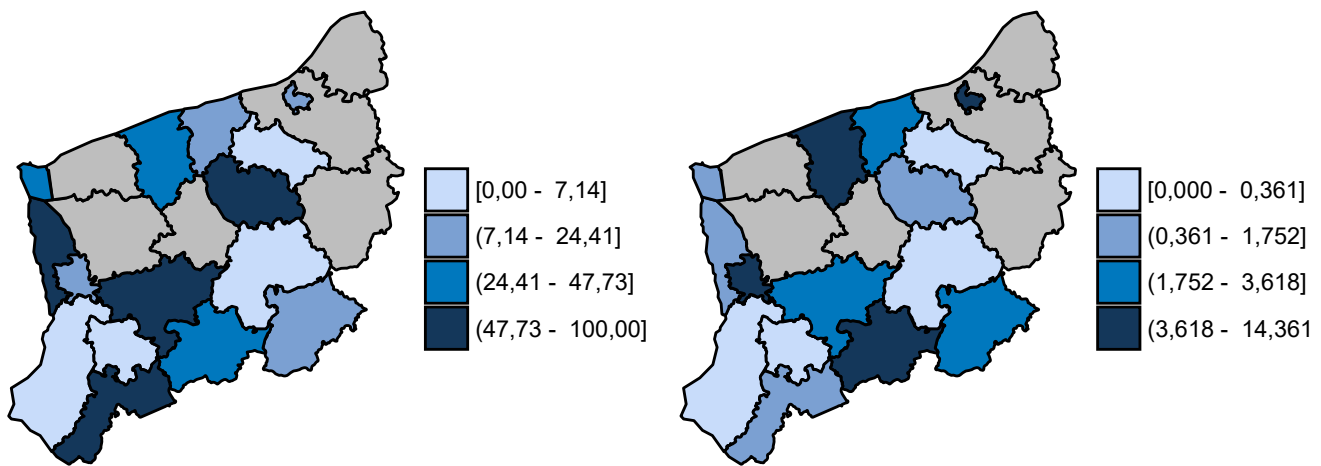 [0,00 - 7,14]
(7,14 - 24,41]
(24,41 - 47,73]
(47,73 - 100,00]
[0,000 - 0,361]
(0,361 - 1,752]
(1,752 - 3,618]
(3,618 - 14,361